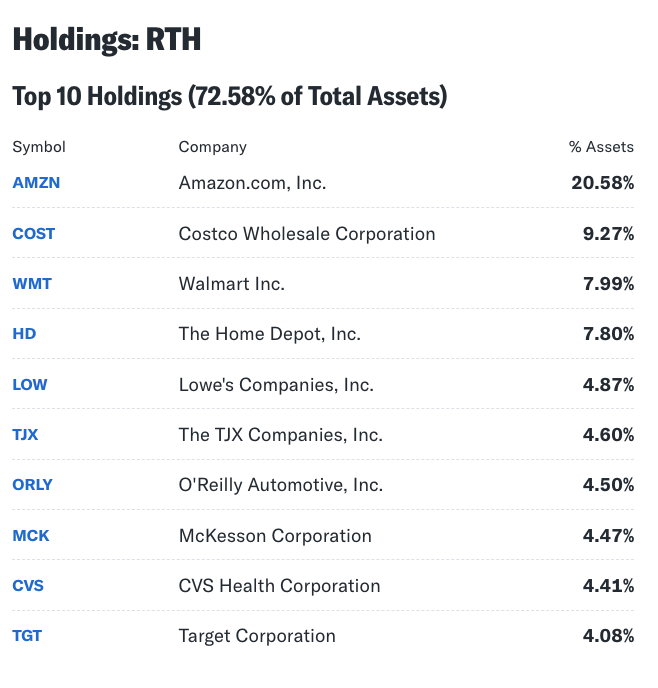 Holdings: RTH
Top 10 Holdings (72.58% of Total Assets)
Symbol Company % Assets
AMZN Amazon.com, Inc. 20.58%
COST Costco Wholesale Corporation 9.27%
WMT Walmart Inc. 7.99%
HD The Home Depot, Inc. 7.80%
LOW Lowe's Companies, Inc. 4.87%
TJX The TJX Companies, Inc. 4.60%
ORLY O'Reilly Automotive, Inc. 4.50%
MCK McKesson Corporation 4.47%
CVS CVS Health Corporation 4.41%
TGT Target Corporation 4.08%